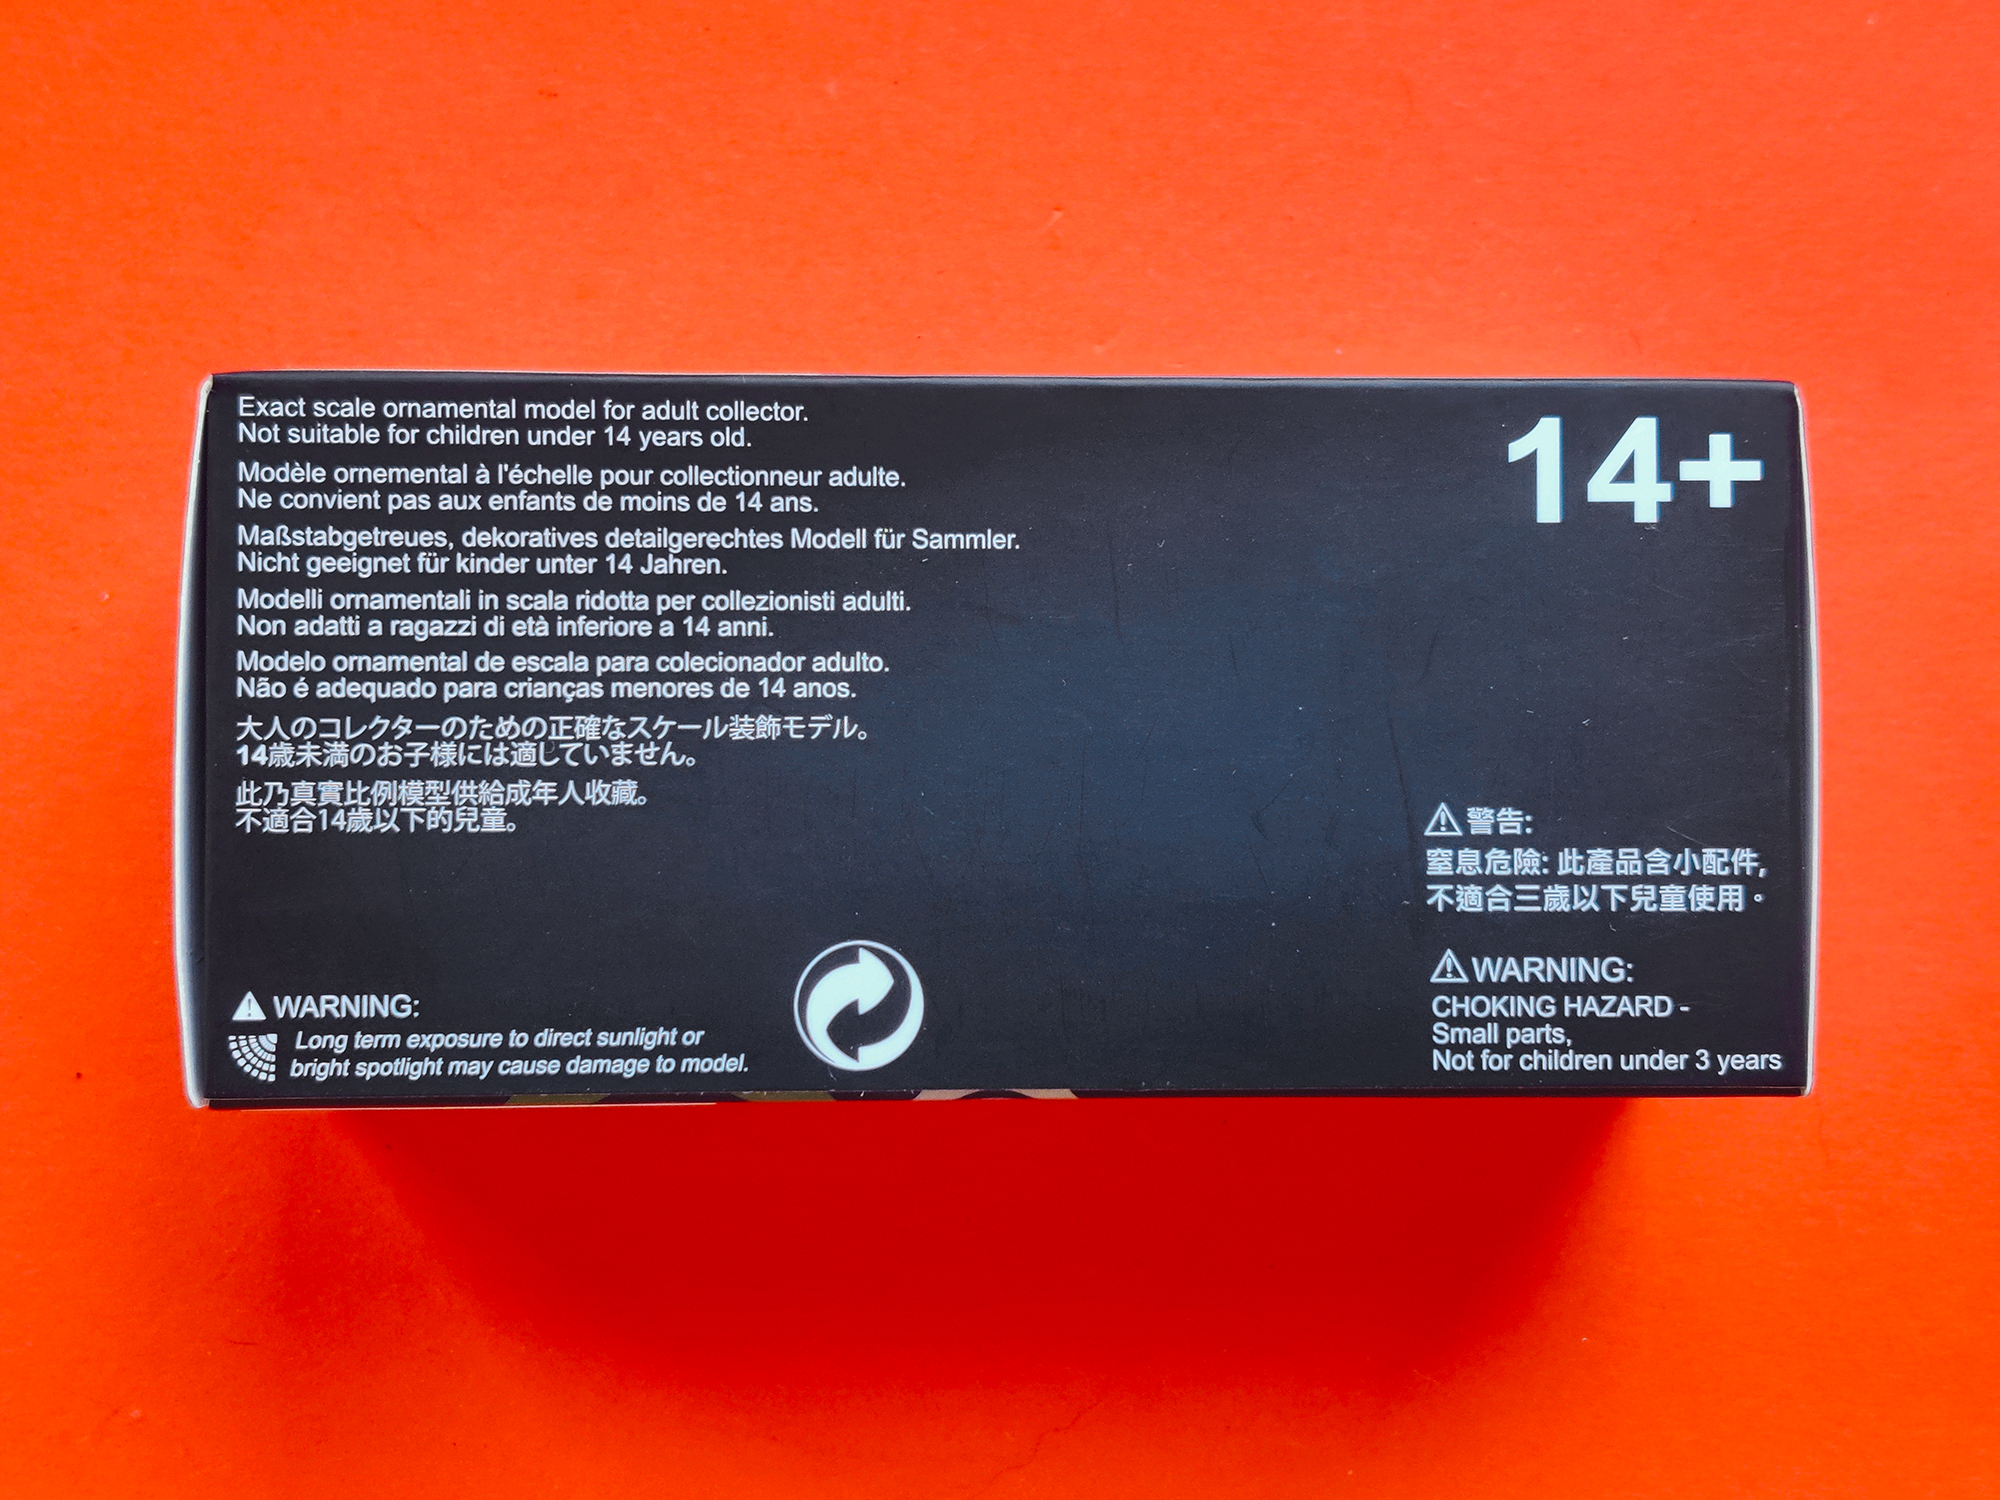 Exact scale ornamental model for adult collector.
Not suitable for children under 14 years old.
Modèle ornemental à l'échelle pour collectionneur adulte.
Ne convient pas aux enfants de moins de 14 ans.
Maßstabgetreues, dekoratives detailgerechtes Modell für Sammler.
Nicht geeignet für kinder unter 14 Jahren.
Modelli ornamentali in scala ridotta per collezionisti adulti.
Non adatti a ragazzi di età inferiore a 14 anni.
Modelo ornamental de escala para colecionador adulto.
Não é adequado para crianças menores de 14 anos.
大人のコレクターのための正確なスケール装飾モデル。
14歳未満のお子様には適していません。
此乃真實比例模型供給成年人收藏。
不適合14歲以下的兒童。
WARNING:
Long term exposure to direct sunlight or
bright spotlight may cause damage to model.
14+
警告:
窒息危險: 此產品含小配件,
不適合三歲以下兒童使用。
WARNING:
CHOKING HAZARD -
Small parts,
Not for children under 3 years